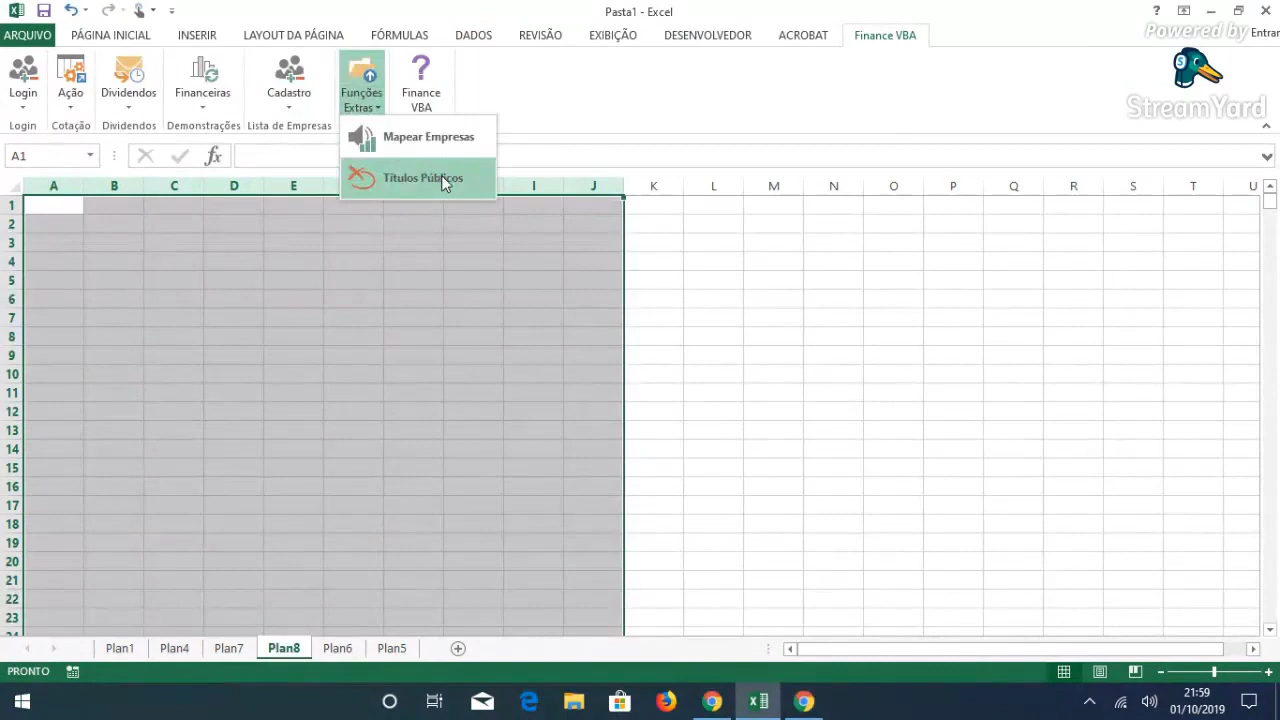 Pasta1 - Excel
?
ARQUIVO PÁGINA INICIAL INSERIR LAYOUT DA PÁGINA FÓRMULAS DADOS REVISÃO EXIBIÇÃO DESENVOLVEDOR ACROBAT Finance VBA
Powered by
Entrar
StreamYard
Login
Ação
Dividendos
Financeiras
Cadastro
Funções
Extras
Finance
VBA
Login Cotação Dividendos Demonstrações Lista de Empresas
Mapear Empresas
Títulos Públicos
A1
fx
A B C D E I J K L M N O P Q R S T U
1
2
3
4
5
6
7
8
9
10
11
12
13
14
15
16
17
18
19
20
21
22
23
Plan1 Plan4 Plan7 Plan8 Plan6 Plan5
PRONTO
21:59
01/10/2019